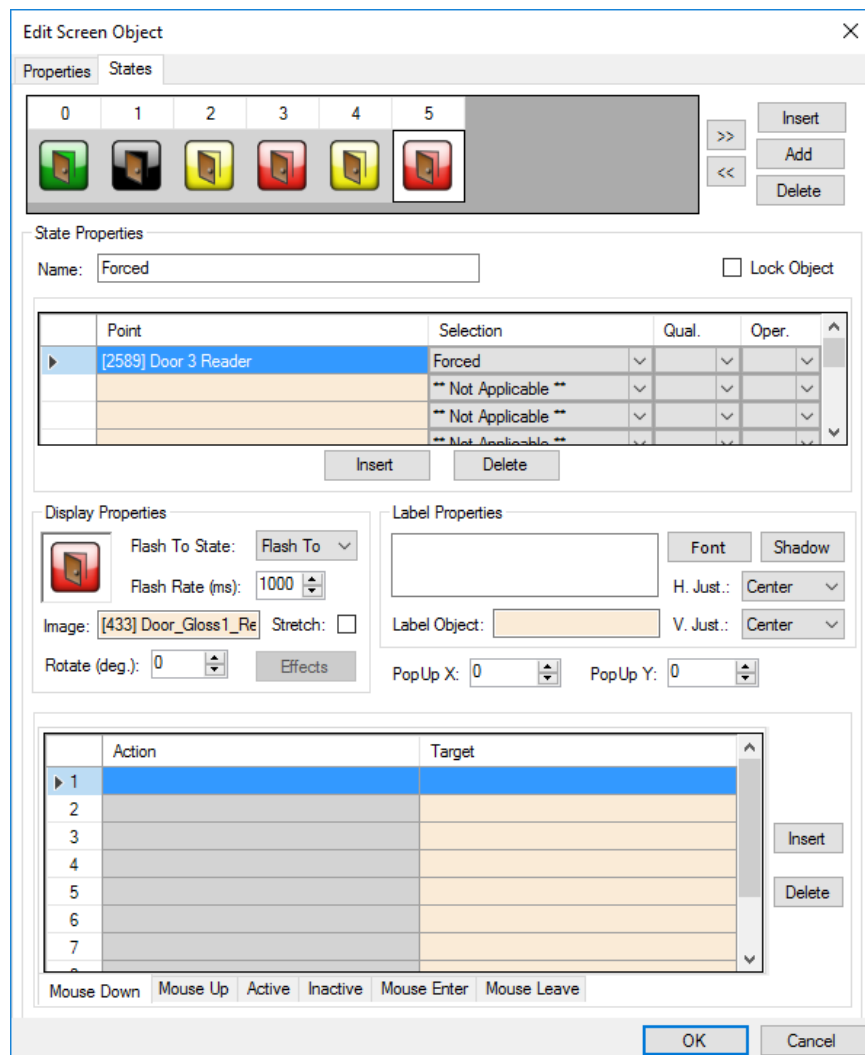 Edit Screen Object
Properties States
0 1 2 3 4 5
>> Insert
<< Add
Delete
State Properties
Name: Forced Lock Object
Point Selection Qual. Oper.
[2589] Door 3 Reader Forced
** Not Applicable **
** Not Applicable **
** Not Applicable **
Insert Delete
Display Properties Label Properties
Flash To State: Flash To Font Shadow
Flash Rate (ms): 1000 H. Just.: Center
Image: [433] Door_Gloss1_Re Stretch: Label Object: V. Just.: Center
Rotate (deg.): 0 Effects PopUp X: 0 PopUp Y: 0
Action Target
1
2
3 Insert
4
5 Delete
6
7
Mouse Down Mouse Up Active Inactive Mouse Enter Mouse Leave
OK Cancel